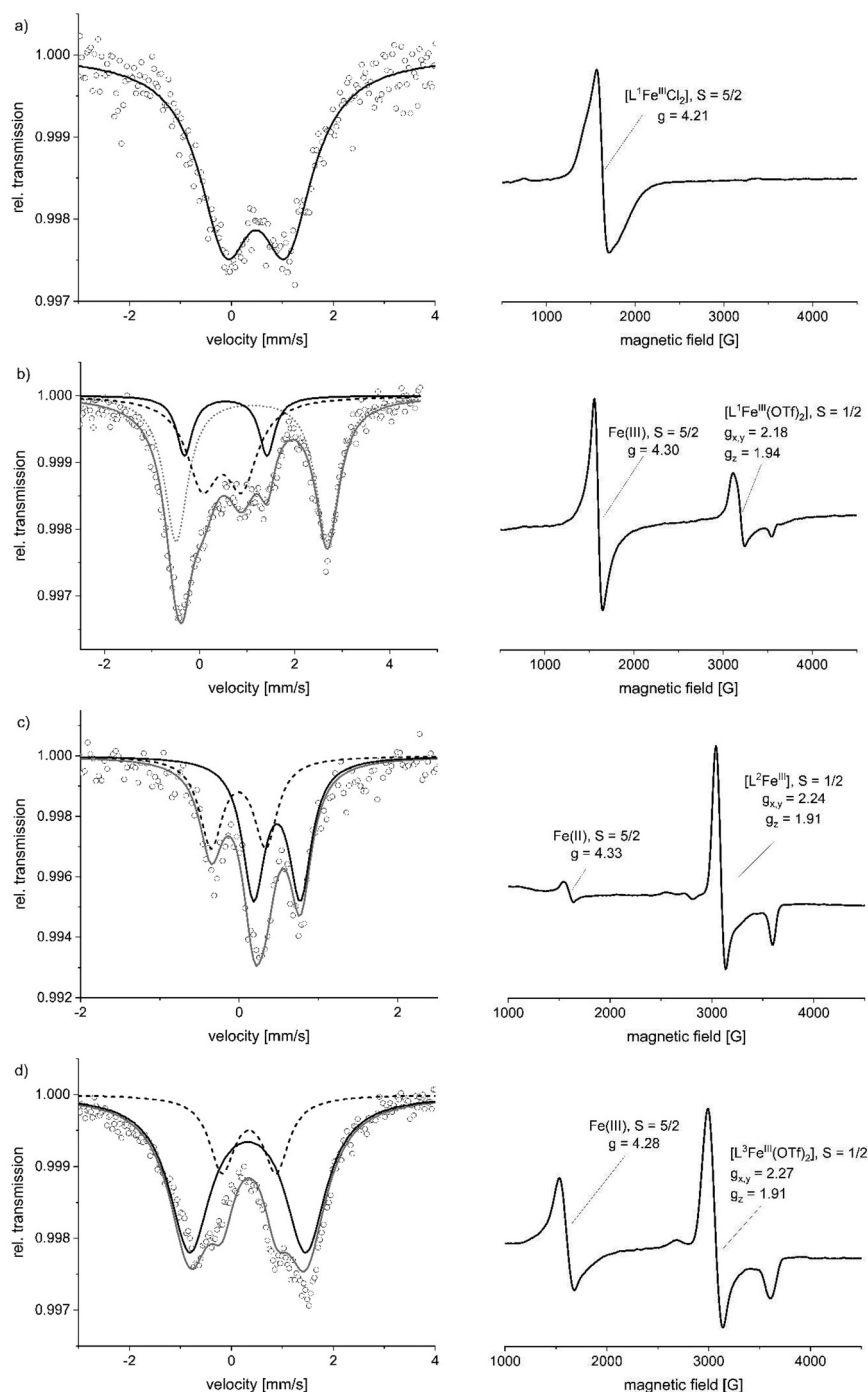 a)
1.000
0.999
0.998
0.997
rel. transmission
-2
0
2
4
velocity [mm/s]
[L¹FeᴵᴵᴵCl₂], S = 5/2
g = 4.21
1000
2000
3000
4000
magnetic field [G]
b)
1.000
0.999
0.998
0.997
rel. transmission
-2
0
2
4
velocity [mm/s]
Fe(III), S = 5/2
g = 4.30
[L¹Feᴵᴵᴵ(OTf)₂], S = 1/2
gx,y = 2.18
gz = 1.94
1000
2000
3000
4000
magnetic field [G]
c)
1.000
0.998
0.996
0.994
0.992
rel. transmission
-2
0
2
velocity [mm/s]
Fe(II), S = 5/2
g = 4.33
[L²Feᴵᴵᴵ], S = 1/2
gx,y = 2.24
gz = 1.91
1000
2000
3000
4000
magnetic field [G]
d)
1.000
0.999
0.998
0.997
rel. transmission
-2
0
2
4
velocity [mm/s]
Fe(III), S = 5/2
g = 4.28
[L³Feᴵᴵᴵ(OTf)₂], S = 1/2
gx,y = 2.27
gz = 1.91
1000
2000
3000
4000
magnetic field [G]